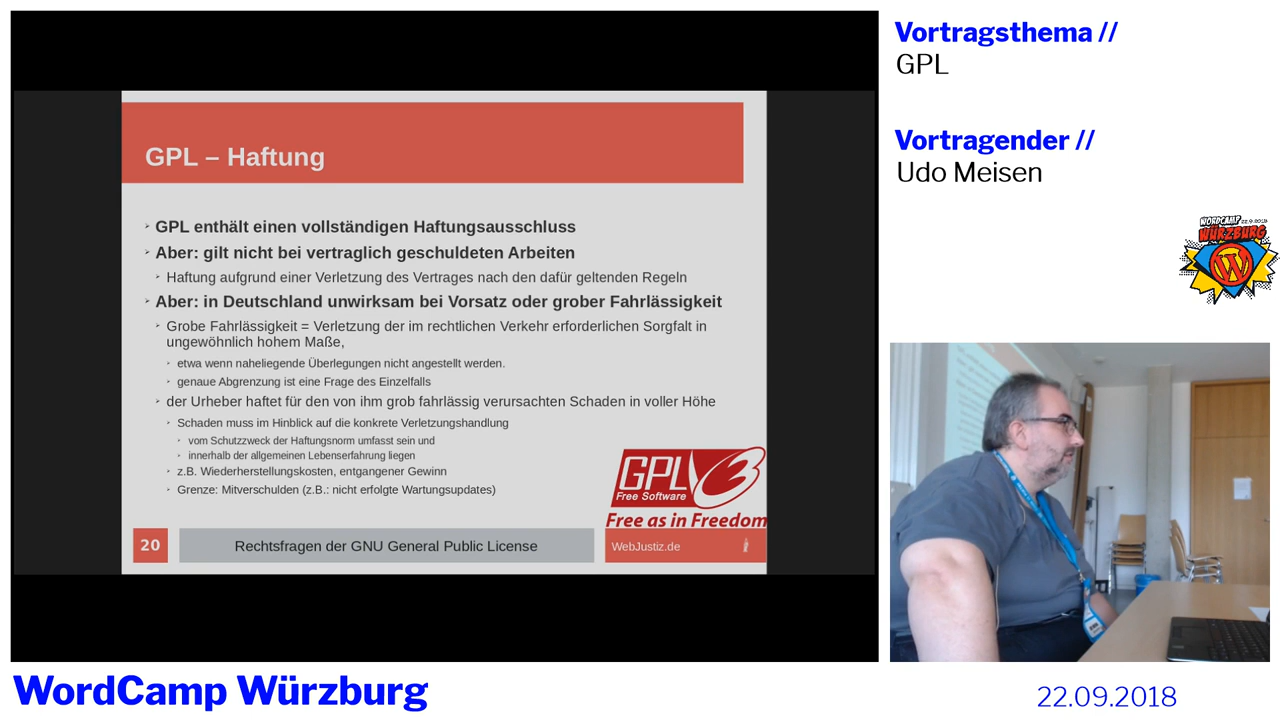 Vortragsthema //
GPL
Vortragender //
Udo Meisen
WORDCAMP 22.9.2018
WÜRZBURG
GPL – Haftung
GPL enthält einen vollständigen Haftungsausschluss
Aber: gilt nicht bei vertraglich geschuldeten Arbeiten
Haftung aufgrund einer Verletzung des Vertrages nach den dafür geltenden Regeln
Aber: in Deutschland unwirksam bei Vorsatz oder grober Fahrlässigkeit
Grobe Fahrlässigkeit = Verletzung der im rechtlichen Verkehr erforderlichen Sorgfalt in
ungewöhnlich hohem Maße,
etwa wenn naheliegende Überlegungen nicht angestellt werden.
genaue Abgrenzung ist eine Frage des Einzelfalls
der Urheber haftet für den von ihm grob fahrlässig verursachten Schaden in voller Höhe
Schaden muss im Hinblick auf die konkrete Verletzungshandlung
vom Schutzzweck der Haftungsnorm umfasst sein und
innerhalb der allgemeinen Lebenserfahrung liegen
z.B. Wiederherstellungskosten, entgangener Gewinn
Grenze: Mitverschulden (z.B.: nicht erfolgte Wartungsupdates)
GPL 3
Free Software
Free as in Freedom
20
Rechtsfragen der GNU General Public License
WebJustiz.de
WordCamp Würzburg
22.09.2018